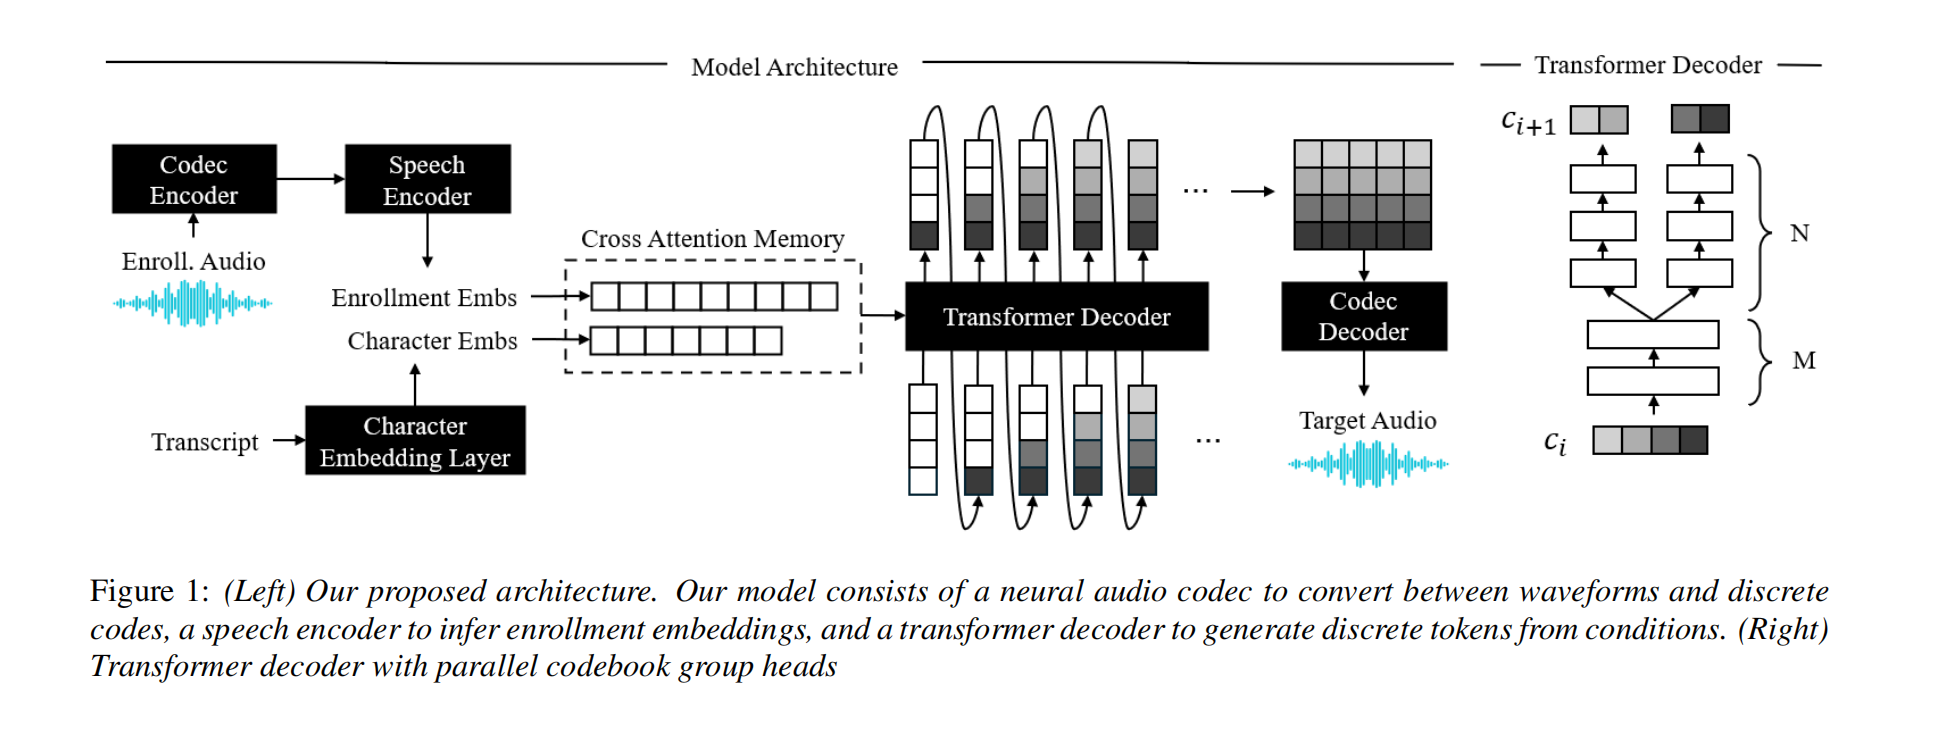 Model Architecture
Transformer Decoder
Codec
Encoder
Speech
Encoder
Enroll. Audio
Cross Attention Memory
Enrollment Embs
Character Embs
Transcript
Character
Embedding Layer
Transformer Decoder
...
...
Codec
Decoder
Target Audio
c_{i+1}
N
M
c_i
Figure 1: (Left) Our proposed architecture. Our model consists of a neural audio codec to convert between waveforms and discrete
codes, a speech encoder to infer enrollment embeddings, and a transformer decoder to generate discrete tokens from conditions. (Right)
Transformer decoder with parallel codebook group heads